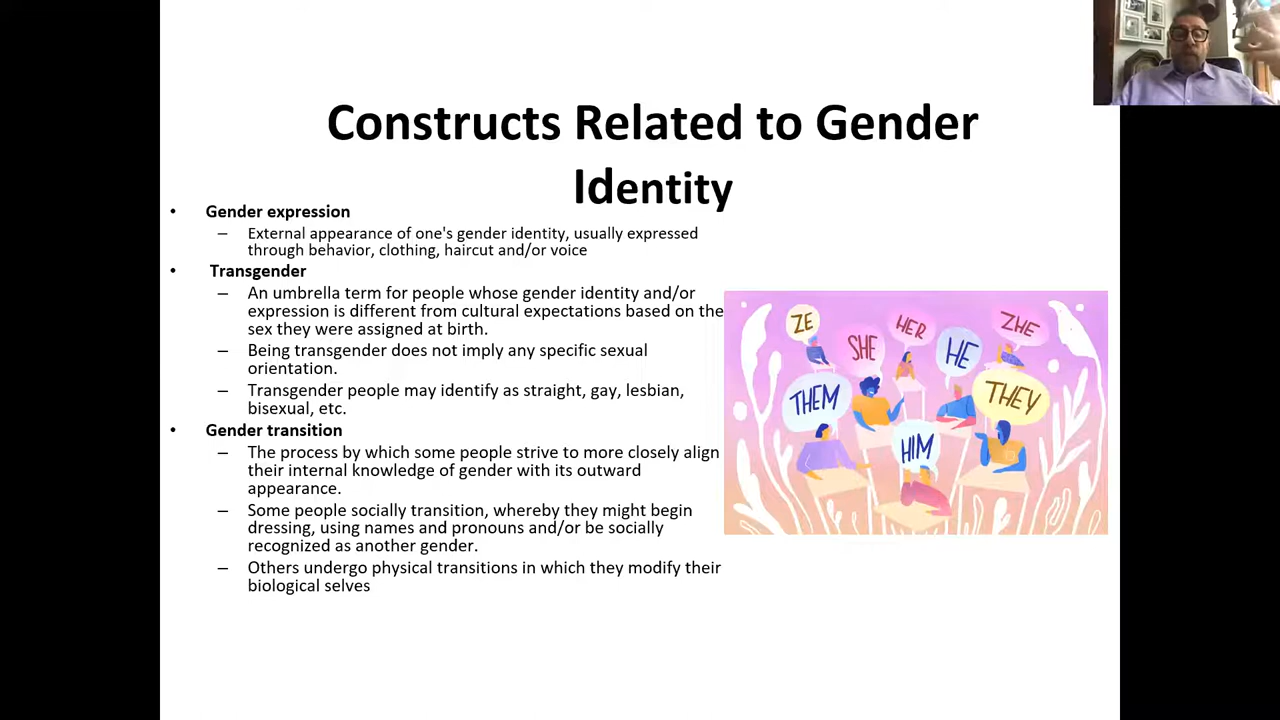 Constructs Related to Gender
Identity
• Gender expression
– External appearance of one's gender identity, usually expressed
through behavior, clothing, haircut and/or voice
• Transgender
– An umbrella term for people whose gender identity and/or
expression is different from cultural expectations based on the
sex they were assigned at birth.
– Being transgender does not imply any specific sexual
orientation.
– Transgender people may identify as straight, gay, lesbian,
bisexual, etc.
• Gender transition
– The process by which some people strive to more closely align
their internal knowledge of gender with its outward
appearance.
– Some people socially transition, whereby they might begin
dressing, using names and pronouns and/or be socially
recognized as another gender.
– Others undergo physical transitions in which they modify their
biological selves
ZE
SHE
HER
HE
ZHE
THEM
THEY
HIM